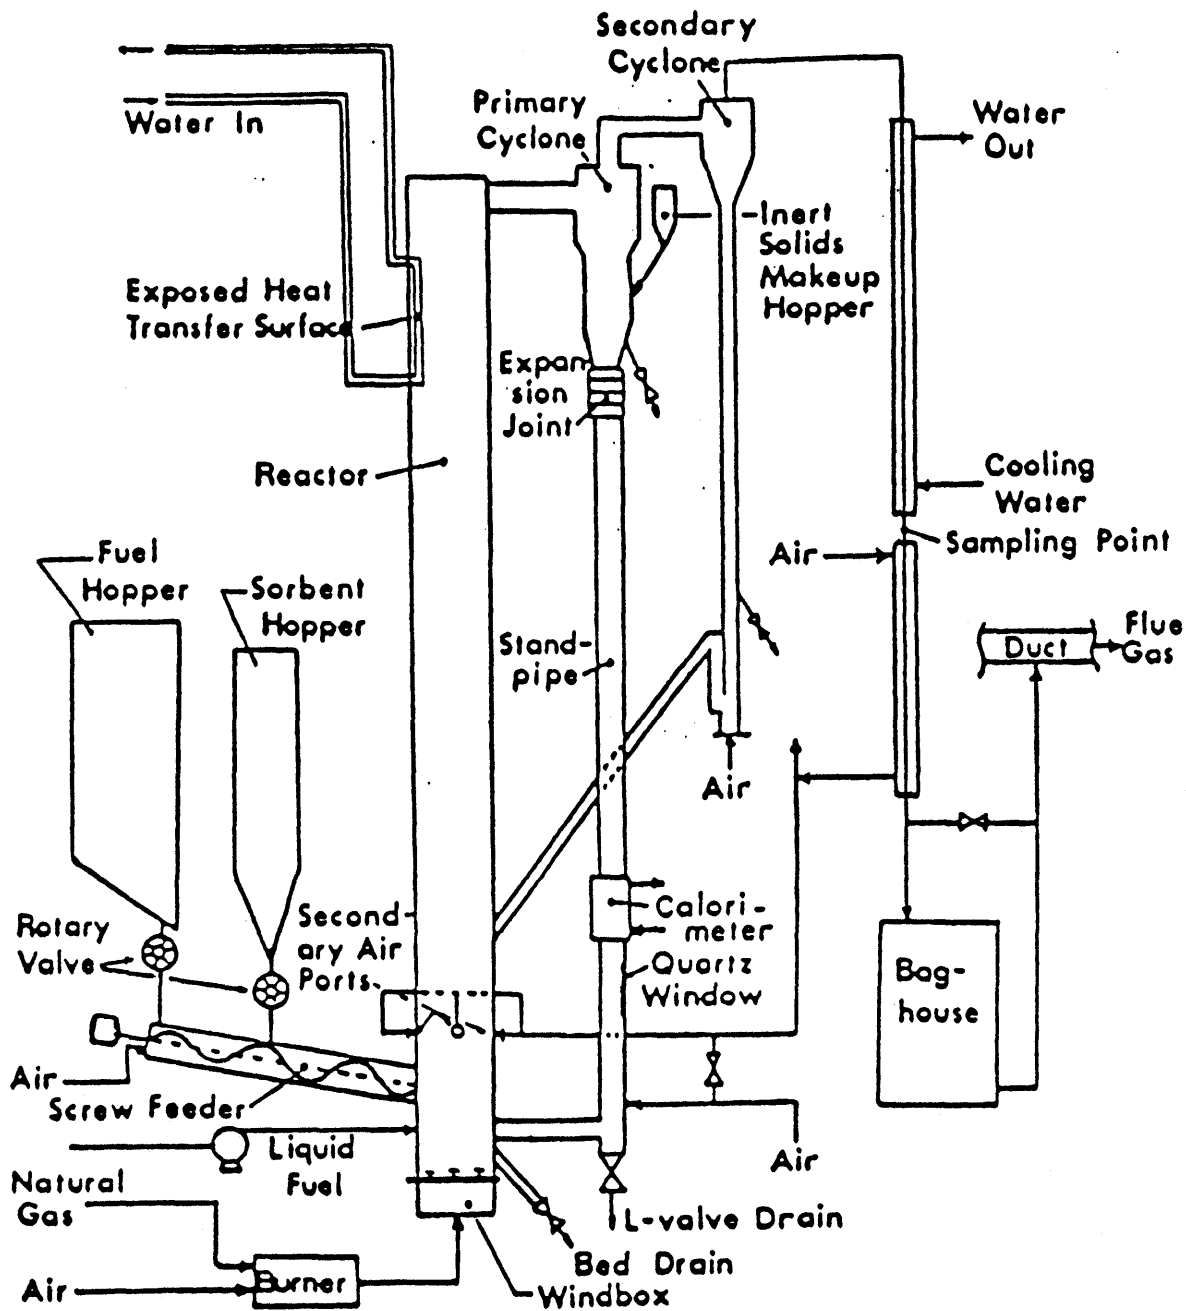 Secondary
Cyclone
Primary
Cyclone
Water In
Water
Out
Inert
Solids
Makeup
Hopper
Exposed Heat
Transfer Surface
Expan
sion
Joint
Reactor
Cooling
Water
Sampling Point
Air
Fuel
Hopper
Sorbent
Hopper
Stand-
pipe
Duct
Flue
Gas
Air
Rotary
Valve
Second
ary Air
Ports
Calori-
meter
Quartz
Window
Bag-
house
Air
Screw Feeder
Liquid
Fuel
Air
Natural
Gas
L-valve Drain
Bed Drain
Air
Burner
Windbox